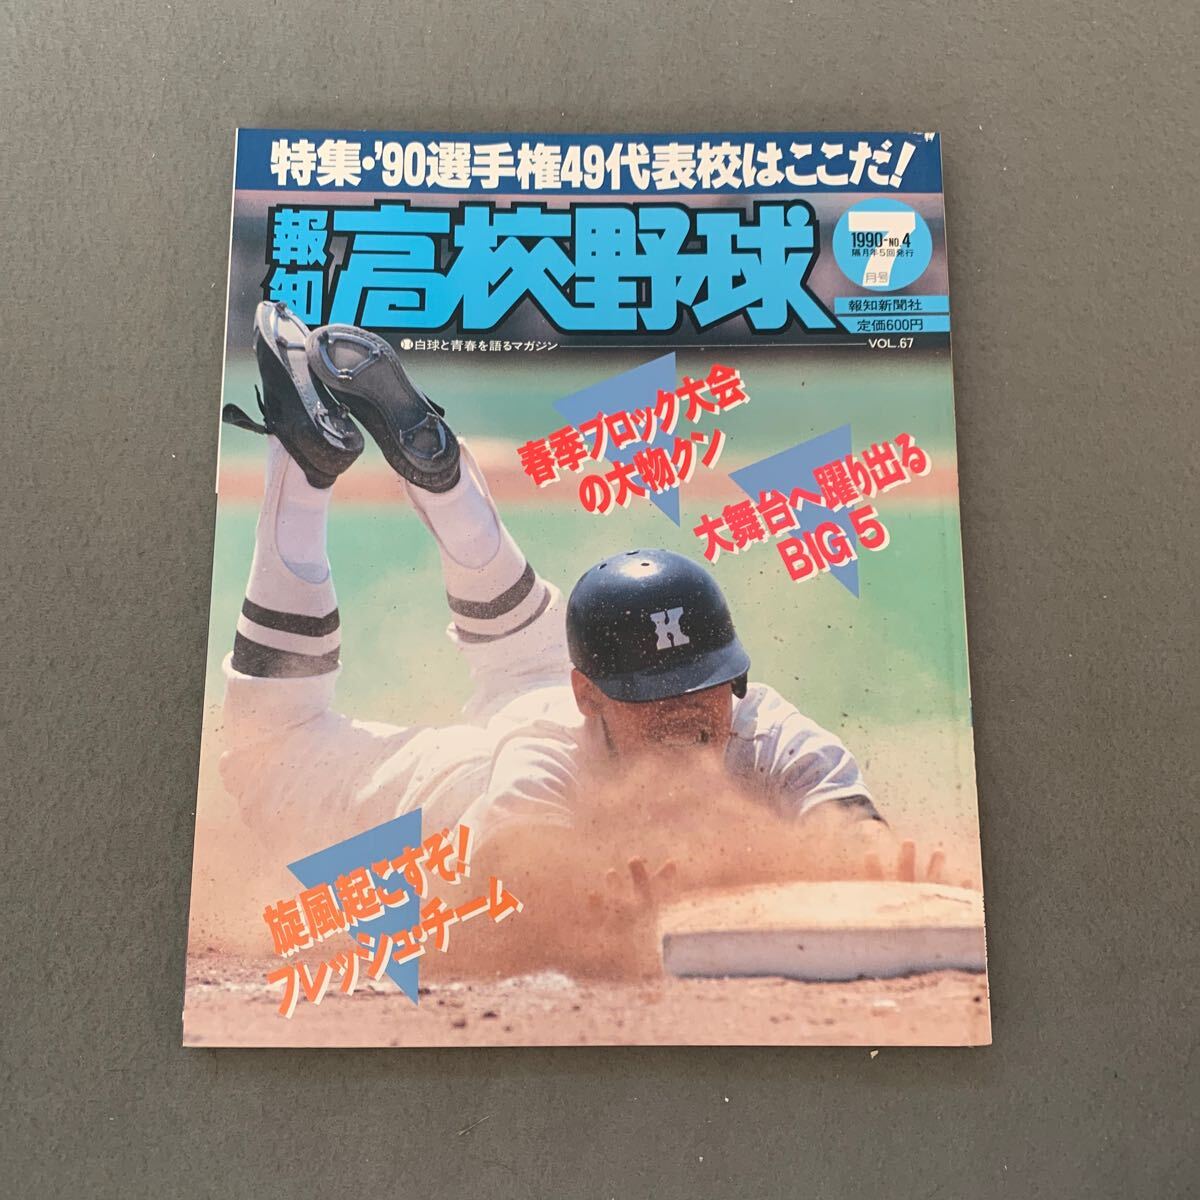 特集・'90選手権49代表校はここだ!
報知
高校野球
7
1990-NO.4
隔月年5回発行
月号
報知新聞社
定価600円
白球と青春を語るマガジン
VOL.67
春季ブロック大会
の大物クン
大舞台へ躍り出る
BIG 5
H
旋風起こすぞ!
フレッシュ・チーム